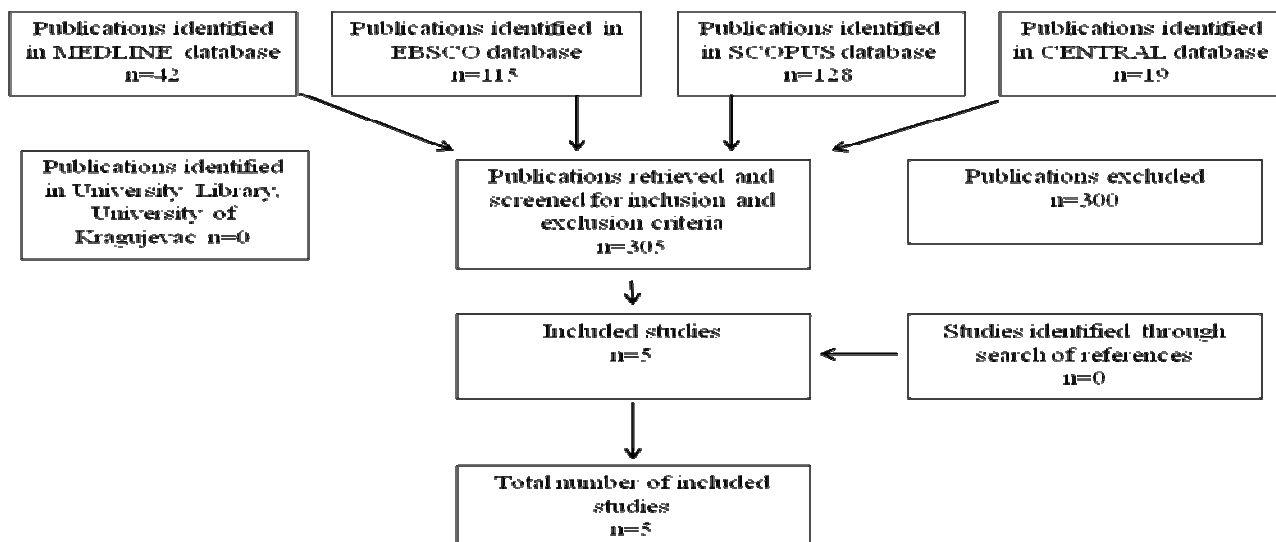 Publications identified
in MEDLINE database
n=42
Publications identified in
EBSCO database
n=115
Publications identified
in SCOPUS database
n=128
Publications identified
in CENTRAL database
n=19
Publications identified
in University Library,
University of
Kragujevac n=0
Publications retrieved and
screened for inclusion and
exclusion criteria
n=305
Publications excluded
n=300
Included studies
n=5
Studies identified through
search of references
n=0
Total number of included
studies
n=5